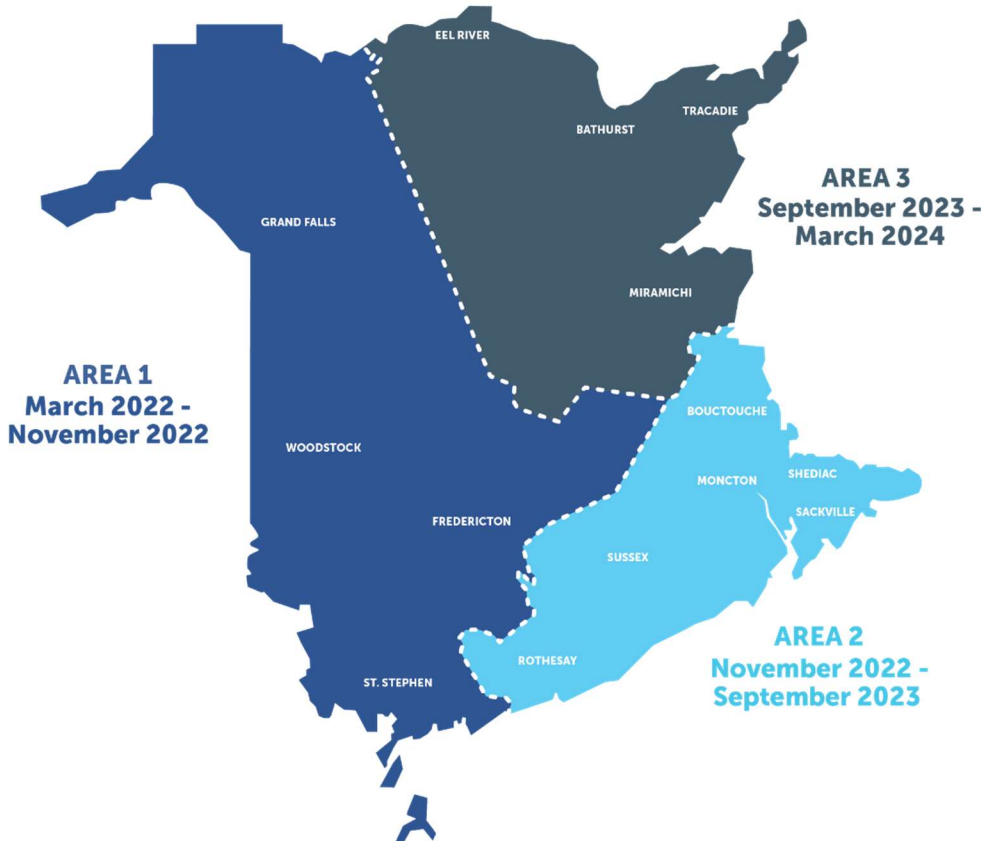 EEL RIVER
TRACADIE
BATHURST
AREA 3
September 2023 -
March 2024
GRAND FALLS
MIRAMICHI
AREA 1
March 2022 -
November 2022
BOUCTOUCHE
WOODSTOCK
SHEDIAC
MONCTON
SACKVILLE
FREDERICTON
SUSSEX
AREA 2
November 2022 -
September 2023
ROTHESAY
ST. STEPHEN